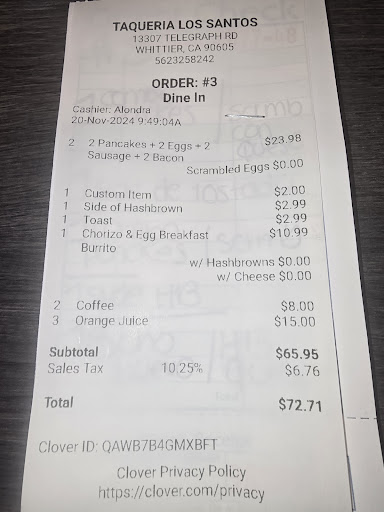 TAQUERIA LOS SANTOS
13307 TELEGRAPH RD
WHITTIER, CA 90605
5623258242
ORDER: #3
Dine In
Cashier: Alondra
20-Nov-2024 9:49:04A
2 2 Pancakes + 2 Eggs + 2 $23.98
Sausage + 2 Bacon
Scrambled Eggs $0.00
1 Custom Item $2.00
1 Side of Hashbrown $2.99
1 Toast $2.99
1 Chorizo & Egg Breakfast $10.99
Burrito
w/ Hashbrowns $0.00
w/ Cheese $0.00
2 Coffee $8.00
3 Orange Juice $15.00
Subtotal $65.95
Sales Tax 10.25% $6.76
Total $72.71
Clover ID: QAWB7B4GMXBFT
Clover Privacy Policy
https://clover.com/privacy